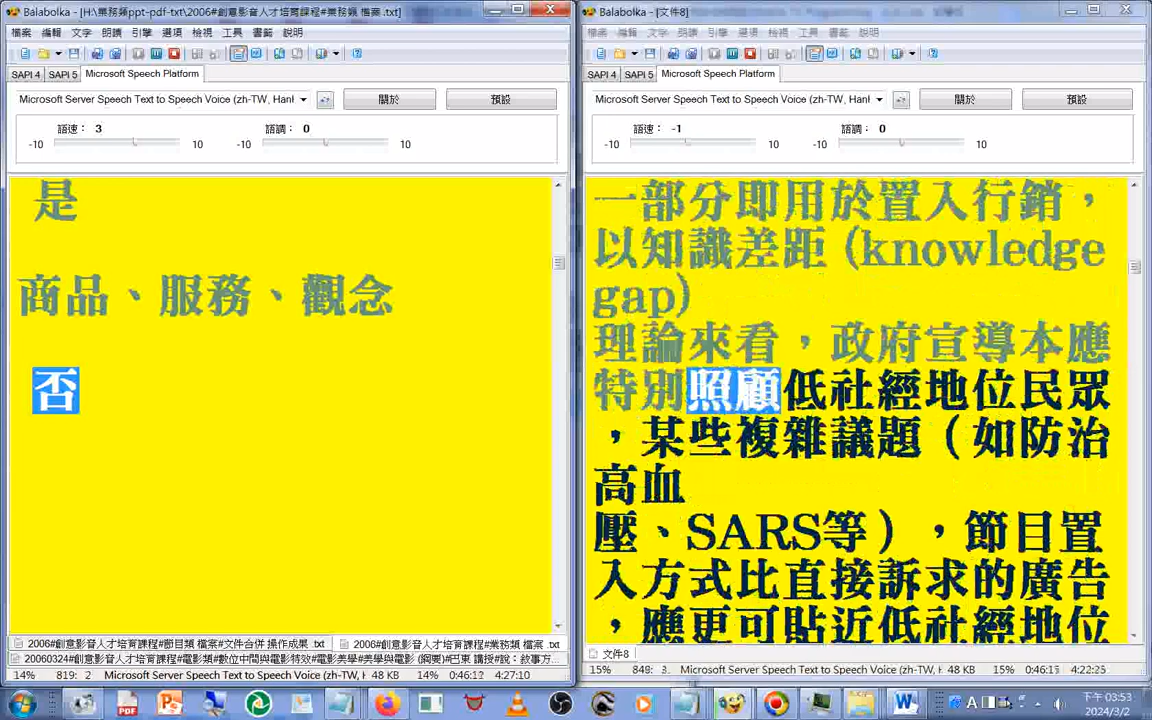 Balabolka - [H:\業務類ppt-pdf-txt\2006#創意影音人才培育課程#業務類 檔案 .txt]
檔案 編輯 文字 朗讀 引擎 選項 檢視 工具 書籤 說明
SAPI 4 SAPI 5 Microsoft Speech Platform
Microsoft Server Speech Text to Speech Voice (zh-TW, Hanl
關於 預設
語速： 3 語調： 0
-10 10 -10 10
是
商品、服務、觀念
否
2006#創意影音人才培育課程#節目類 檔案#文件合併 操作成果 .txt
2006#創意影音人才培育課程#業務類 檔案 .txt
20060324#創意影音人才培育課程#電影類#數位中間與電影特效#電影美學#美學與電影 (綱要)#巴東 講授#說：敘事方...
14% 819: 2 Microsoft Server Speech Text to Speech Voice (zh-TW, H 48 KB 14% 0:46:12 4:27:10
Balabolka - [文件8]
檔案 編輯 文字 朗讀 引擎 選項 檢視 工具 書籤 說明
SAPI 4 SAPI 5 Microsoft Speech Platform
Microsoft Server Speech Text to Speech Voice (zh-TW, Hanl
關於 預設
語速： -1 語調： 0
-10 10 -10 10
一部分即用於置入行銷，
以知識差距 (knowledge
gap)
理論來看，政府宣導本應
特別照顧低社經地位民眾
，某些複雜議題（如防治
高血
壓、SARS等），節目置
入方式比直接訴求的廣告
，應更可貼近低社經地位
文件8
15% 848: 3. Microsoft Server Speech Text to Speech Voice (zh-TW, H 48 KB 15% 0:46:15 4:22:25
下午 03:53
2024/3/2